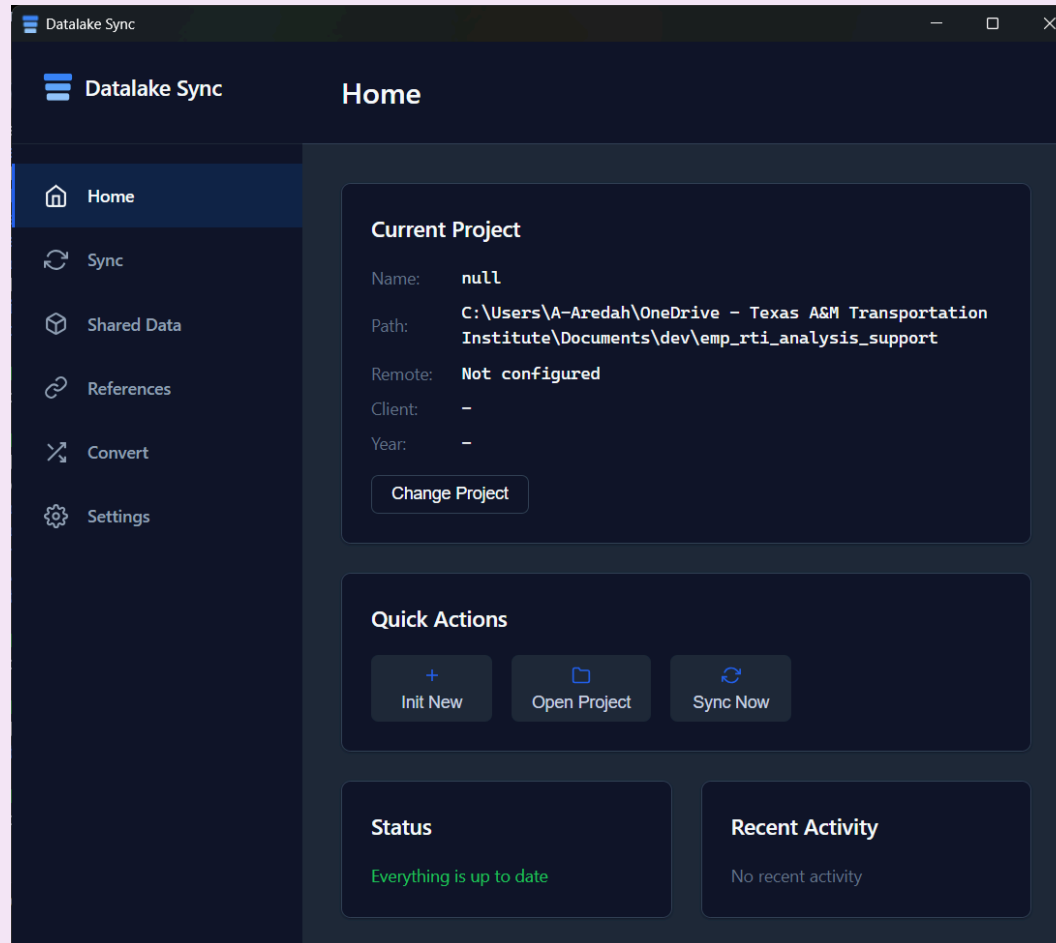 Datalake Sync
Datalake Sync
Home
Home
Sync
Shared Data
References
Convert
Settings
Current Project
Name: null
Path: C:\Users\A-Aredah\OneDrive - Texas A&M Transportation
Institute\Documents\dev\emp_rti_analysis_support
Remote: Not configured
Client: -
Year: -
Change Project
Quick Actions
Init New
Open Project
Sync Now
Status
Everything is up to date
Recent Activity
No recent activity